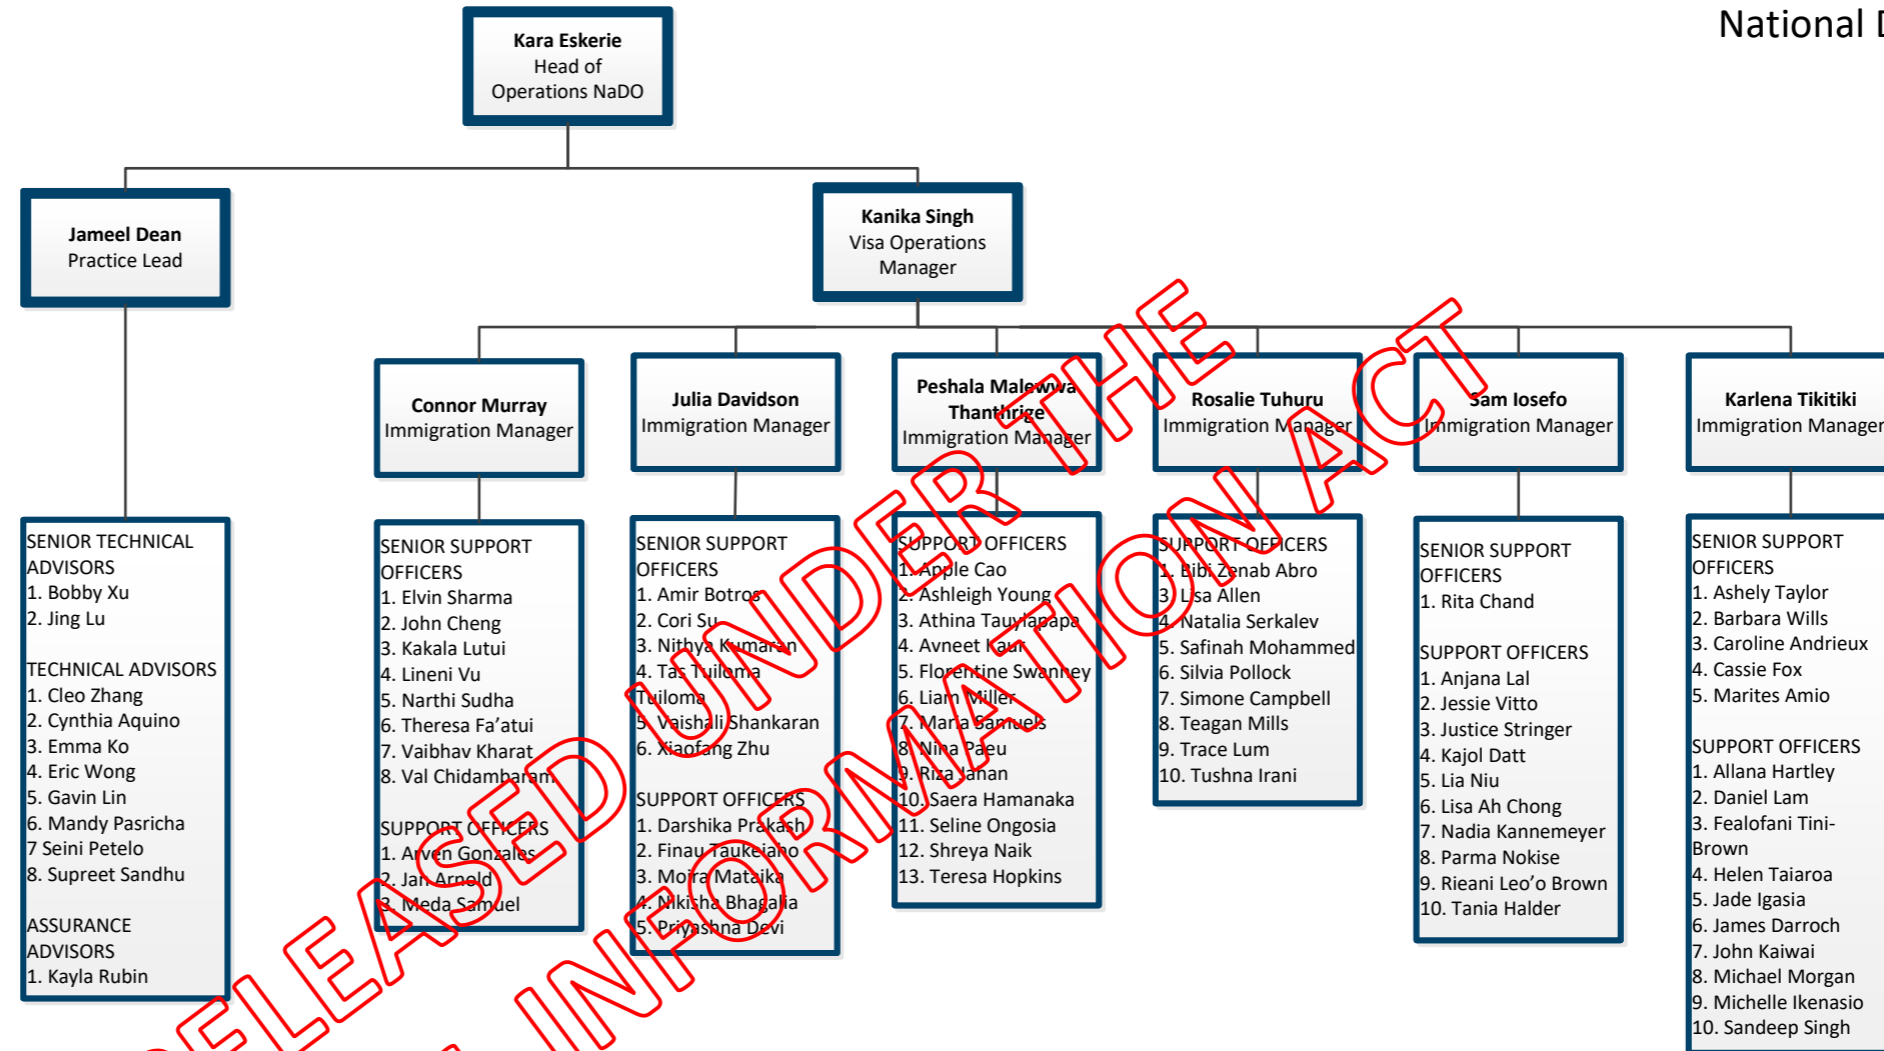 National D
Kara Eskerie
Head of
Operations NaDO
Jameel Dean
Practice Lead
Kanika Singh
Visa Operations
Manager
Connor Murray
Immigration Manager
Julia Davidson
Immigration Manager
Peshala Malewwa
Thanthrige
Immigration Manager
Rosalie Tuhuru
Immigration Manager
Sam Iosefo
Immigration Manager
Karlena Tikitiki
Immigration Manager
SENIOR TECHNICAL
ADVISORS
1. Bobby Xu
2. Jing Lu
TECHNICAL ADVISORS
1. Cleo Zhang
2. Cynthia Aquino
3. Emma Ko
4. Eric Wong
5. Gavin Lin
6. Mandy Pasricha
7 Seini Petelo
8. Supreet Sandhu
ASSURANCE
ADVISORS
1. Kayla Rubin
SENIOR SUPPORT
OFFICERS
1. Elvin Sharma
2. John Cheng
3. Kakala Lutui
4. Lineni Vu
5. Narthi Sudha
6. Theresa Fa’atui
7. Vaibhav Kharat
8. Val Chidambaram
SUPPORT OFFICERS
1. Arven Gonzales
2. Jan Arnold
3. Meda Samuel
SENIOR SUPPORT
OFFICERS
1. Amir Botros
2. Cori Su
3. Nithya Kumaran
4. Tas Tuiloma
Tuiloma
5. Vaishali Shankaran
6. Xiaofang Zhu
SUPPORT OFFICERS
1. Darshika Prakash
2. Finau Taukeiaho
3. Moira Mataika
4. Nikisha Bhagalia
5. Priyashna Devi
SUPPORT OFFICERS
1. Apple Cao
2. Ashleigh Young
3. Athina Tauylapapa
4. Avneet Kaur
5. Florentine Swanney
6. Liam Miller
7. Maria Samuels
8. Nina Paeu
9. Riza Janan
10. Saera Hamanaka
11. Seline Ongosia
12. Shreya Naik
13. Teresa Hopkins
SUPPORT OFFICERS
1. Bibi Zenab Abro
3. Lisa Allen
4. Natalia Serkalev
5. Safinah Mohammed
6. Silvia Pollock
7. Simone Campbell
8. Teagan Mills
9. Trace Lum
10. Tushna Irani
SENIOR SUPPORT
OFFICERS
1. Rita Chand
SUPPORT OFFICERS
1. Anjana Lal
2. Jessie Vitto
3. Justice Stringer
4. Kajol Datt
5. Lia Niu
6. Lisa Ah Chong
7. Nadia Kannemeyer
8. Parma Nokise
9. Rieani Leo’o Brown
10. Tania Halder
SENIOR SUPPORT
OFFICERS
1. Ashely Taylor
2. Barbara Wills
3. Caroline Andrieux
4. Cassie Fox
5. Marites Amio
SUPPORT OFFICERS
1. Allana Hartley
2. Daniel Lam
3. Fealofani Tini-
Brown
4. Helen Taiaroa
5. Jade Igasia
6. James Darroch
7. John Kaiwai
8. Michael Morgan
9. Michelle Ikenasio
10. Sandeep Singh
RELEASED UNDER THE
INFORMATION ACT